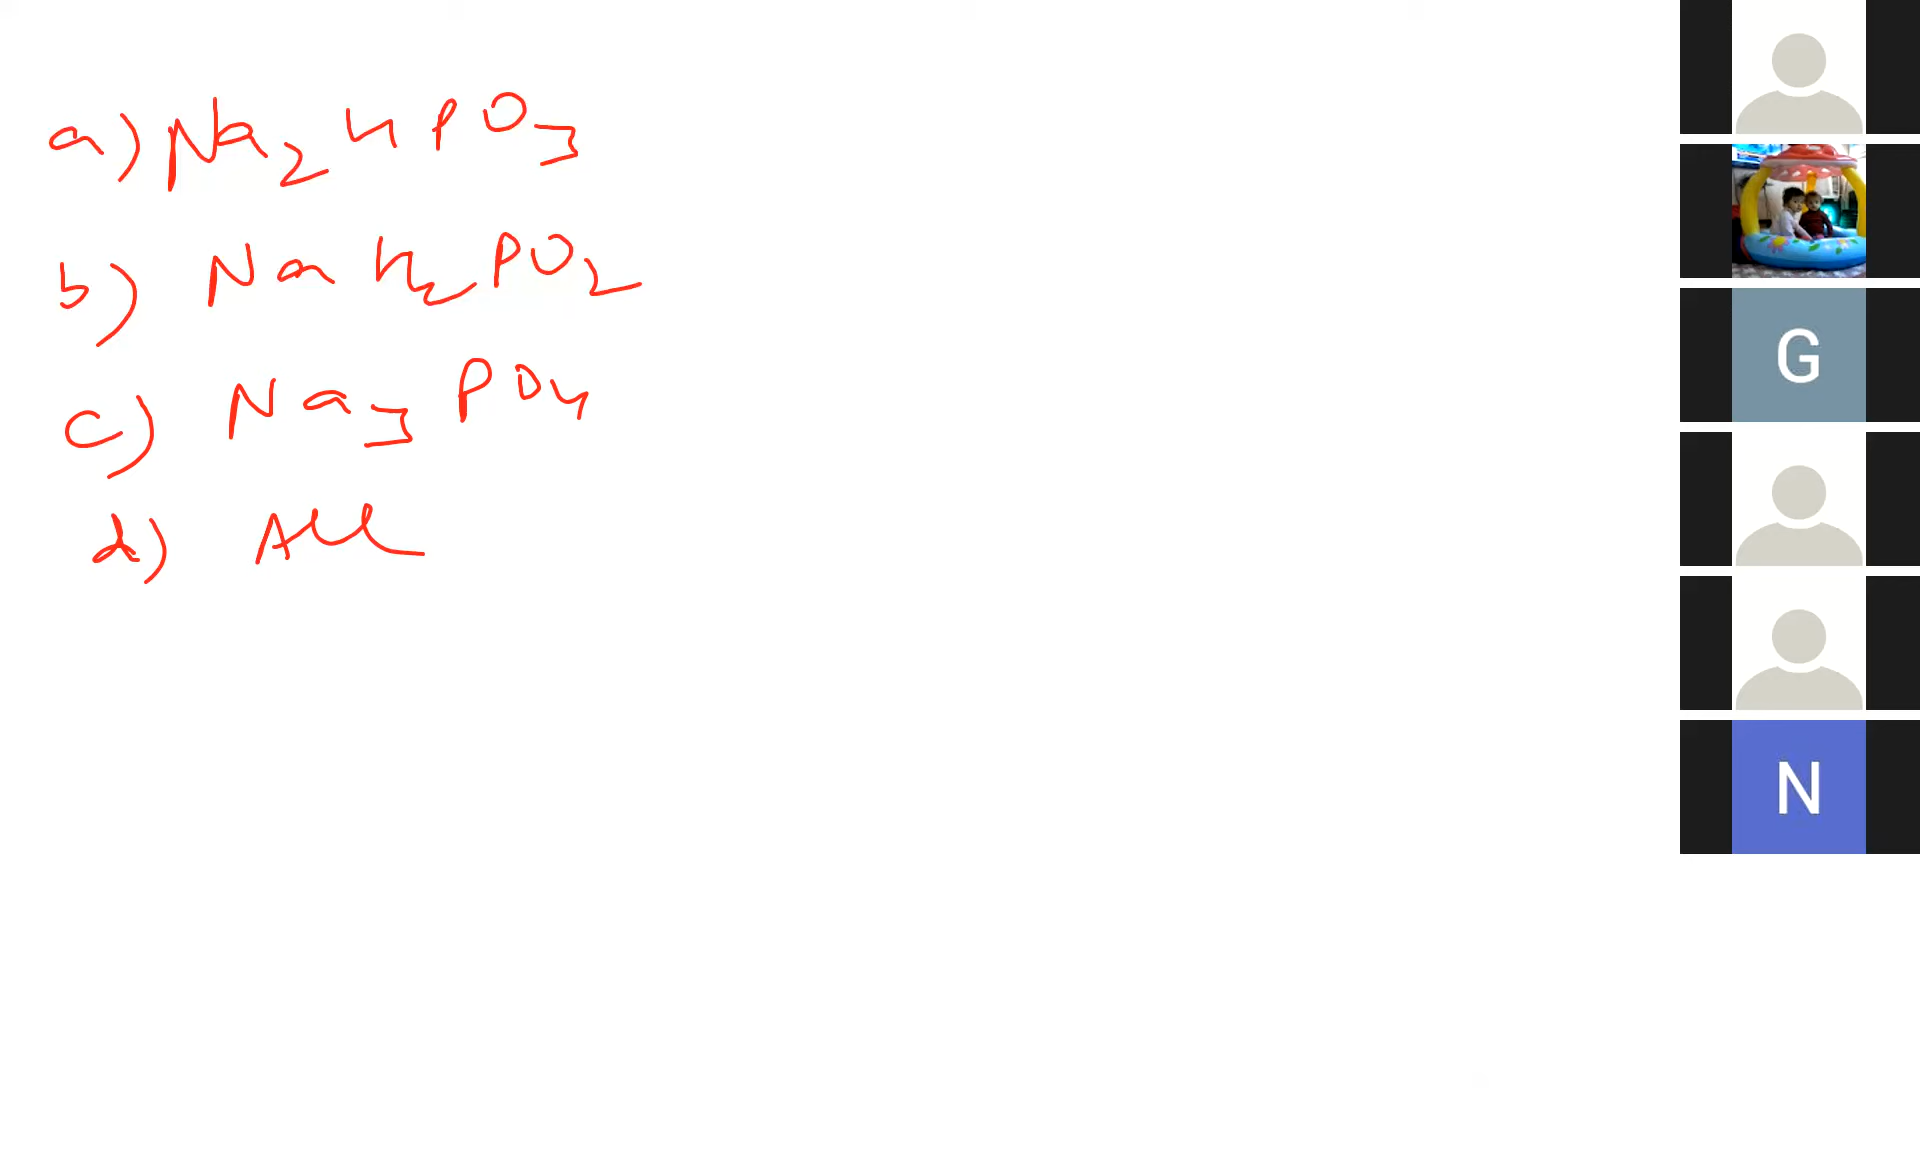 a) Na2HPO3
b) NaH2PO2
c) Na3PO4
d) All
G
N